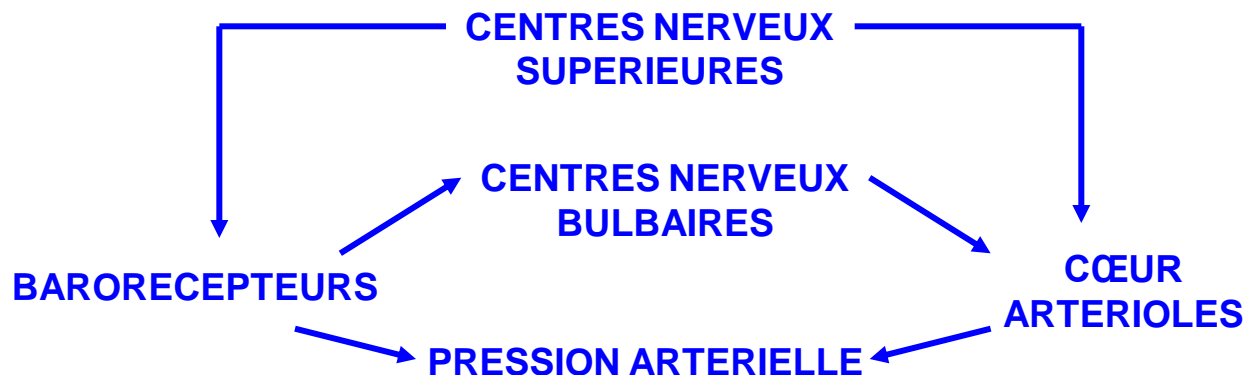 CENTRES NERVEUX
SUPERIEURES
CENTRES NERVEUX
BULBAIRES
BARORECEPTEURS
CŒUR
ARTERIOLES
PRESSION ARTERIELLE